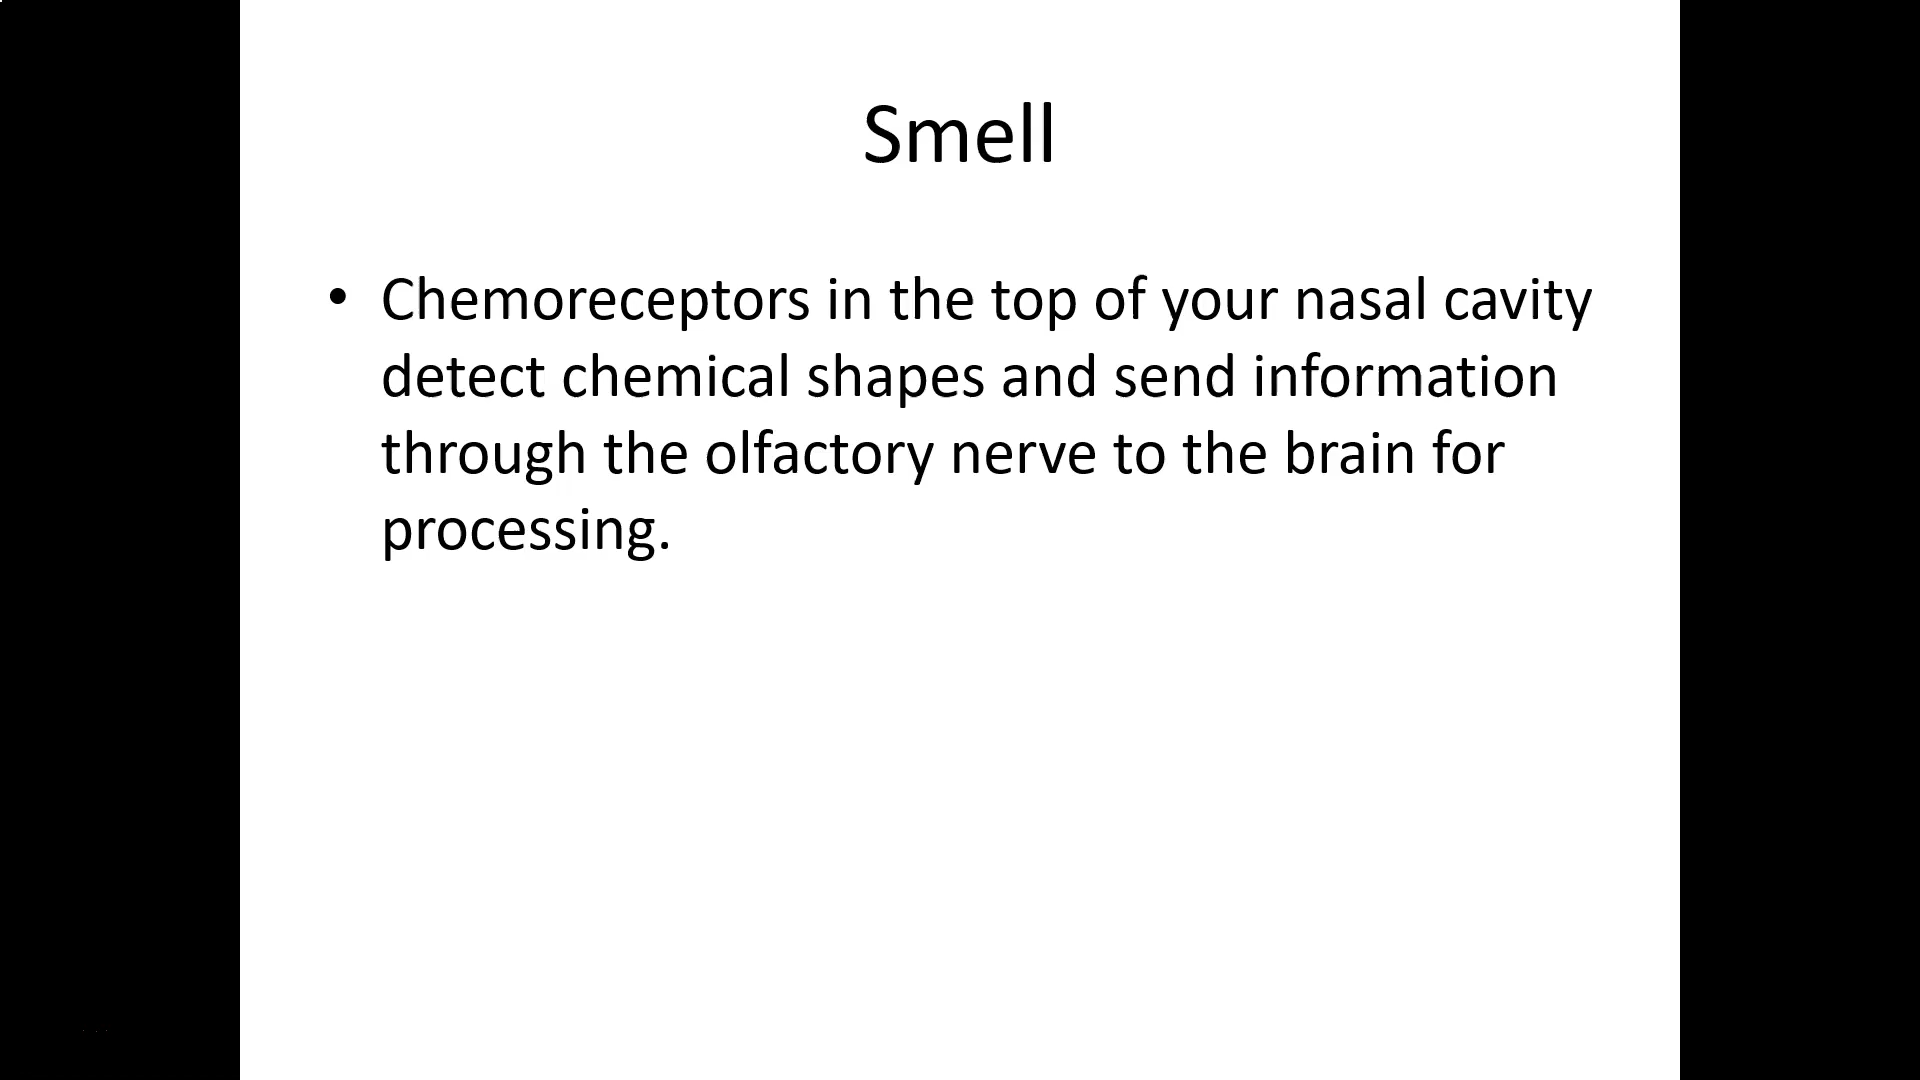 Smell
• Chemoreceptors in the top of your nasal cavity
detect chemical shapes and send information
through the olfactory nerve to the brain for
processing.